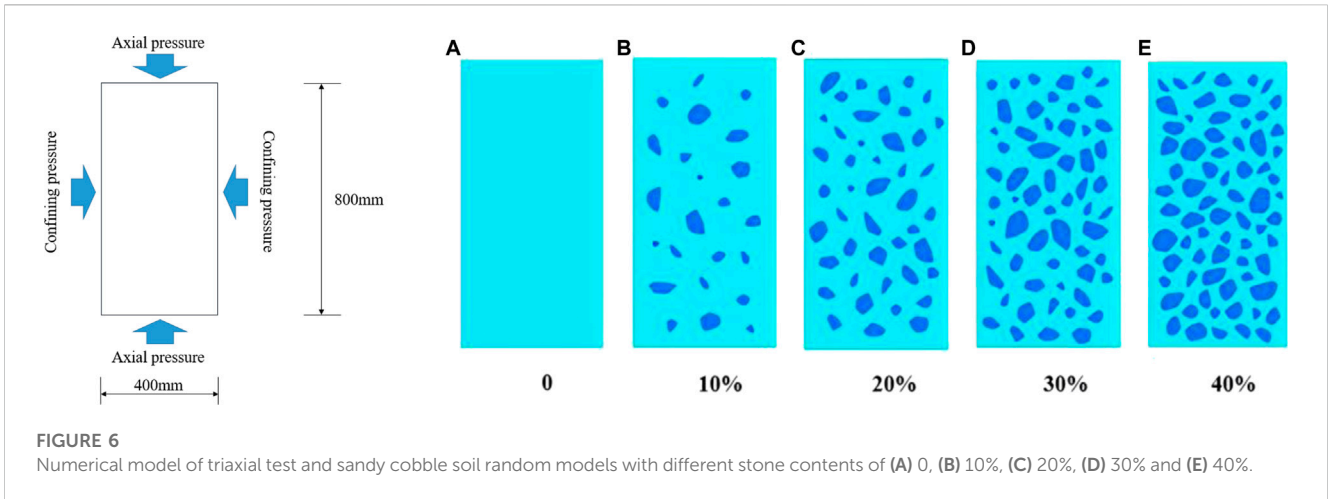 Axial pressure
Confining pressure
Confining pressure
800mm
Axial pressure
400mm
A
B
C
D
E
0
10%
20%
30%
40%
FIGURE 6
Numerical model of triaxial test and sandy cobble soil random models with different stone contents of (A) 0, (B) 10%, (C) 20%, (D) 30% and (E) 40%.